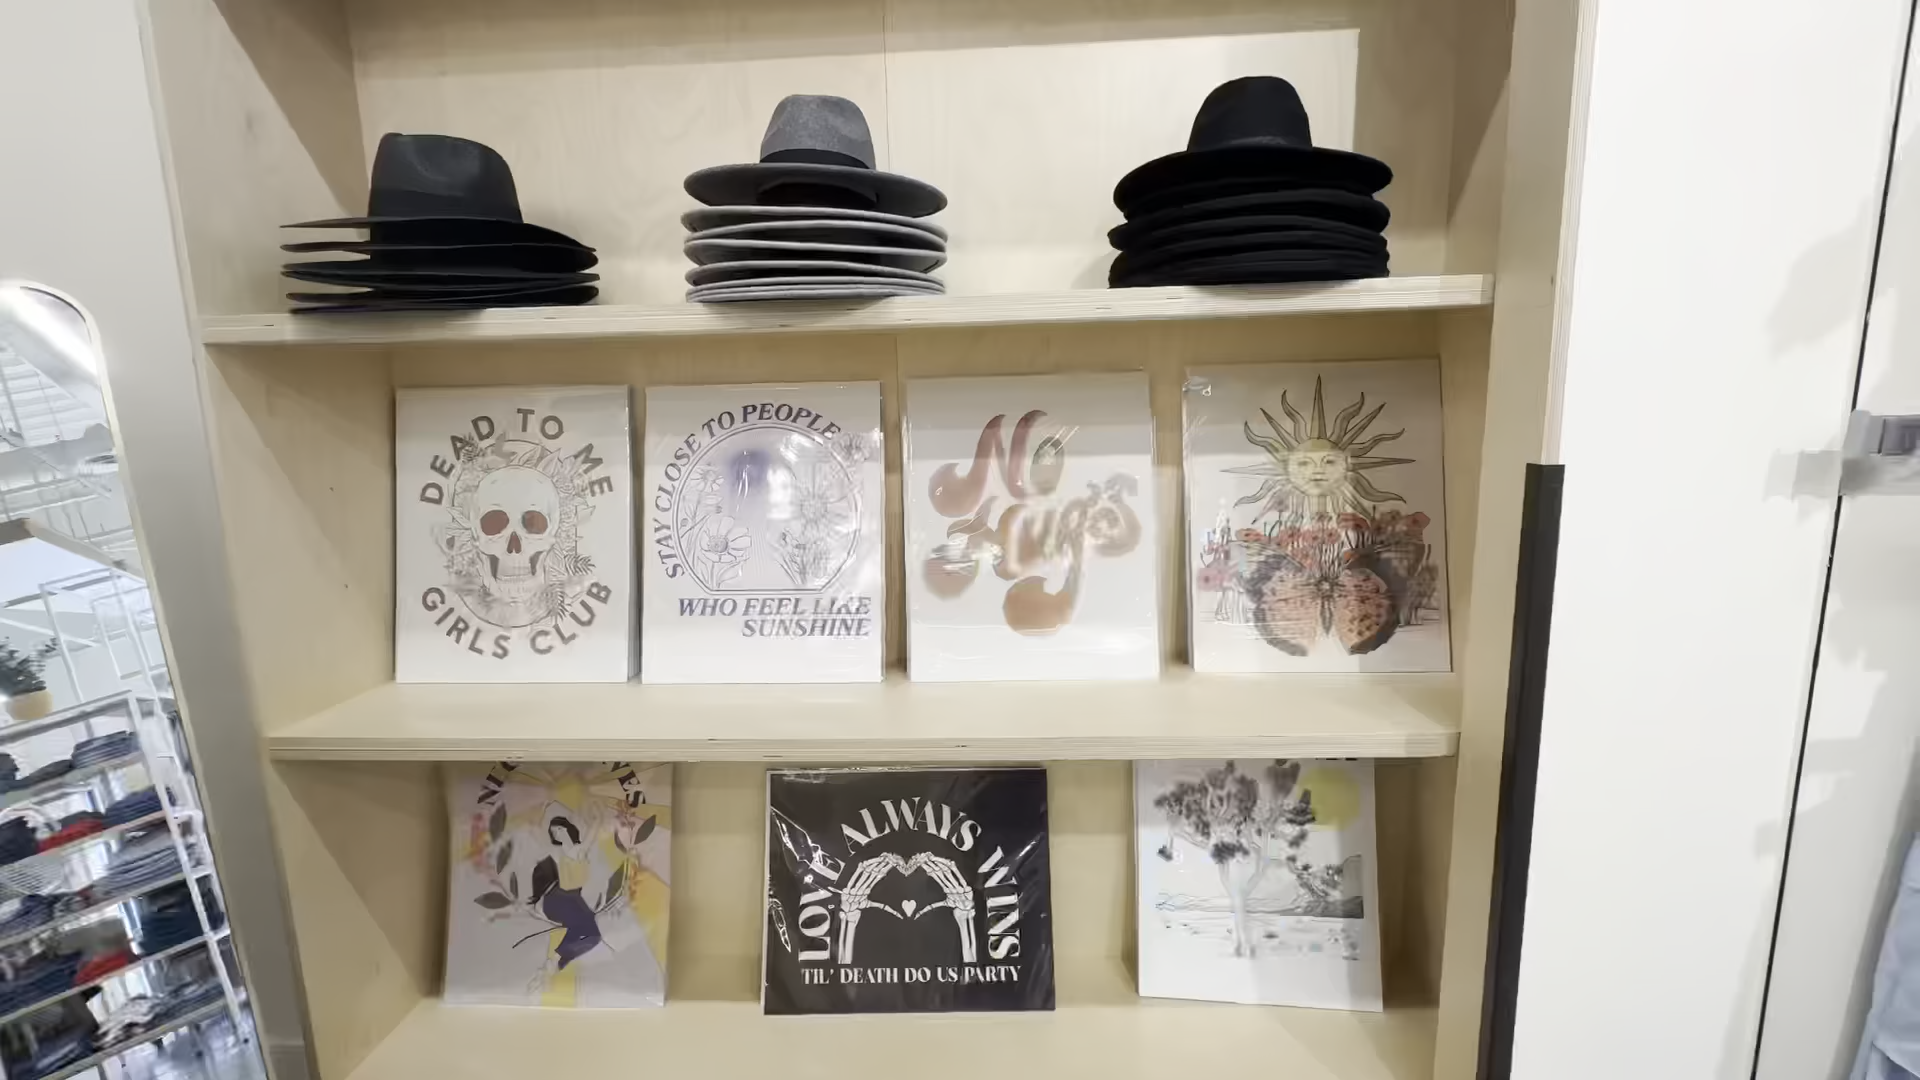 DEAD TO ME
GIRLS CLUB
STAY CLOSE TO PEOPLE
WHO FEEL LIKE
SUNSHINE
No
LOVE ALWAYS WINS
'TIL' DEATH DO US PARTY